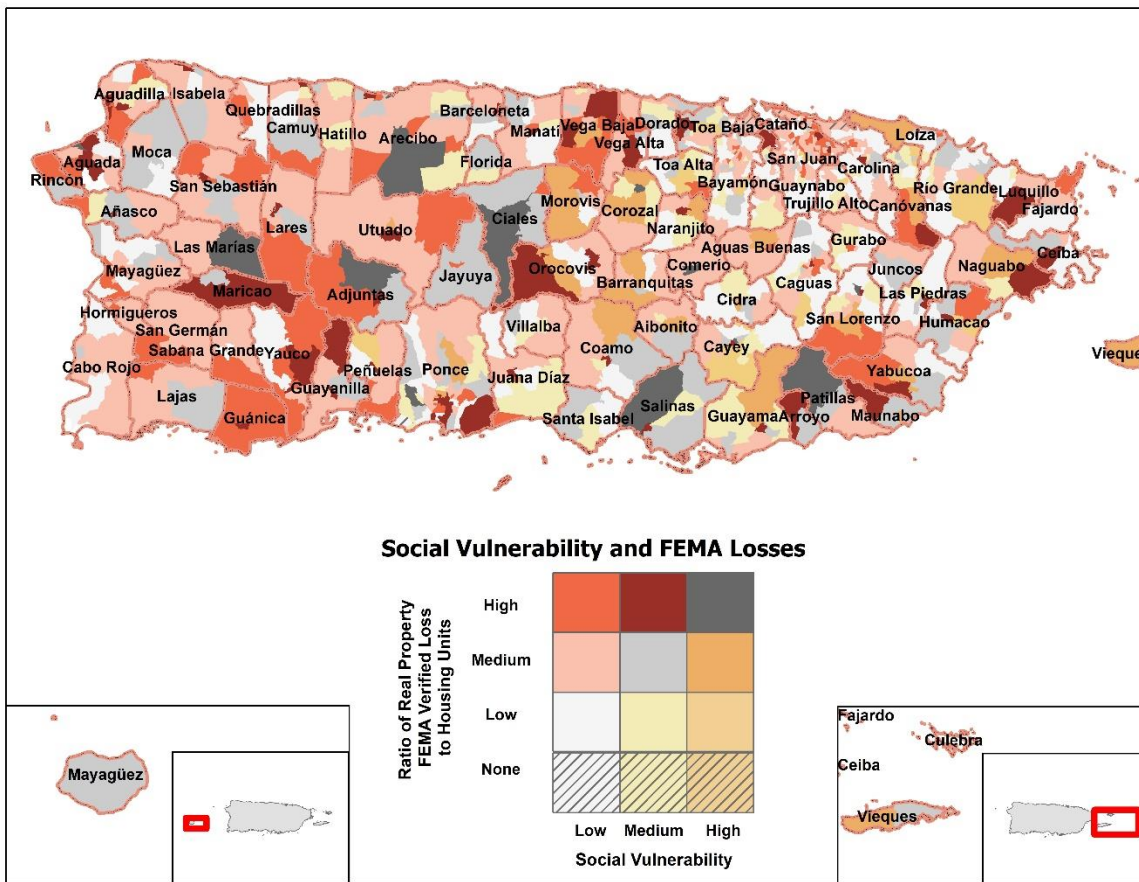 Aguadilla
Isabela
Quebradillas
Camuy
Hatillo
Arecibo
Barceloneta
Manatí
Vega Baja
Dorado
Vega Alta
Toa Baja
Cataño
Loíza
Aguada
Moca
Rincón
San Sebastián
Florida
Toa Alta
San Juan
Carolina
Bayamón
Guaynabo
Río Grande
Luquillo
Trujillo Alto
Canóvanas
Fajardo
Añasco
Lares
Utuado
Ciales
Morovis
Corozal
Naranjito
Las Marías
Aguas Buenas
Gurabo
Ceiba
Mayagüez
Jayuya
Orocovis
Comerío
Caguas
Juncos
Naguabo
Maricao
Adjuntas
Barranquitas
Cidra
Las Piedras
Hormigueros
San Germán
Villalba
Aibonito
San Lorenzo
Humacao
Sabana Grande
Yauco
Coamo
Cayey
Cabo Rojo
Peñuelas
Ponce
Juana Díaz
Yabucoa
Vieques
Lajas
Guayanilla
Guánica
Santa Isabel
Salinas
Guayama
Arroyo
Patillas
Maunabo
Social Vulnerability and FEMA Losses
Ratio of Real Property
FEMA Verified Loss
to Housing Units
High
Medium
Low
None
Low
Medium
High
Social Vulnerability
Mayagüez
Fajardo
Culebra
Ceiba
Vieques